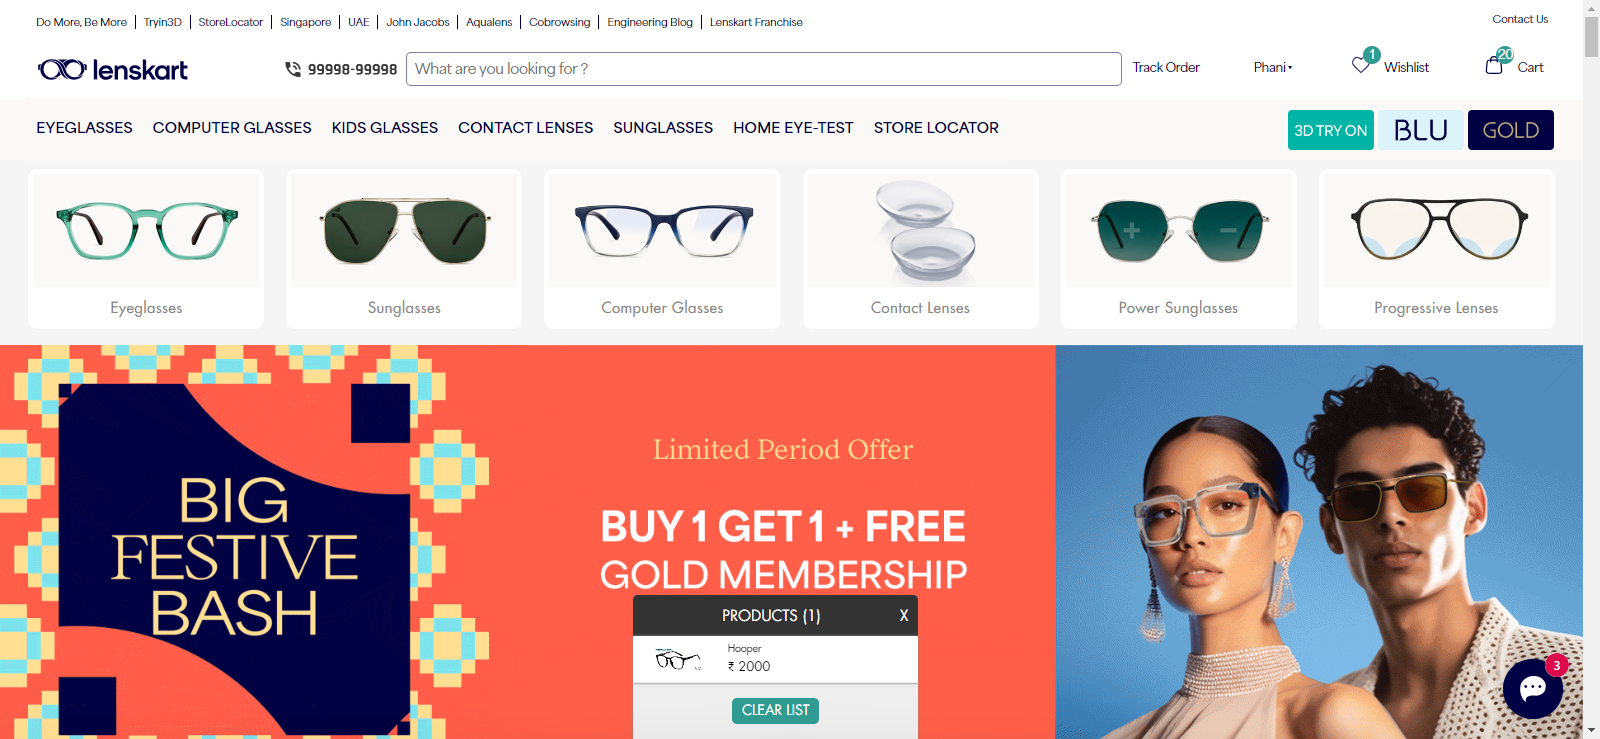 Do More, Be More | Tryin3D | StoreLocator | Singapore | UAE | John Jacobs | Aqualens | Cobrowsing | Engineering Blog | Lenskart Franchise
Contact Us
lenskart
99998-99998
What are you looking for ?
Track Order
Phani
1
Wishlist
20
Cart
EYEGLASSES COMPUTER GLASSES KIDS GLASSES CONTACT LENSES SUNGLASSES HOME EYE-TEST STORE LOCATOR
3D TRY ON
BLU
GOLD
Eyeglasses
Sunglasses
Computer Glasses
Contact Lenses
Power Sunglasses
Progressive Lenses
BIG
FESTIVE
BASH
Limited Period Offer
BUY 1 GET 1 + FREE
GOLD MEMBERSHIP
PRODUCTS (1) X
Hooper
₹ 2000
CLEAR LIST
3